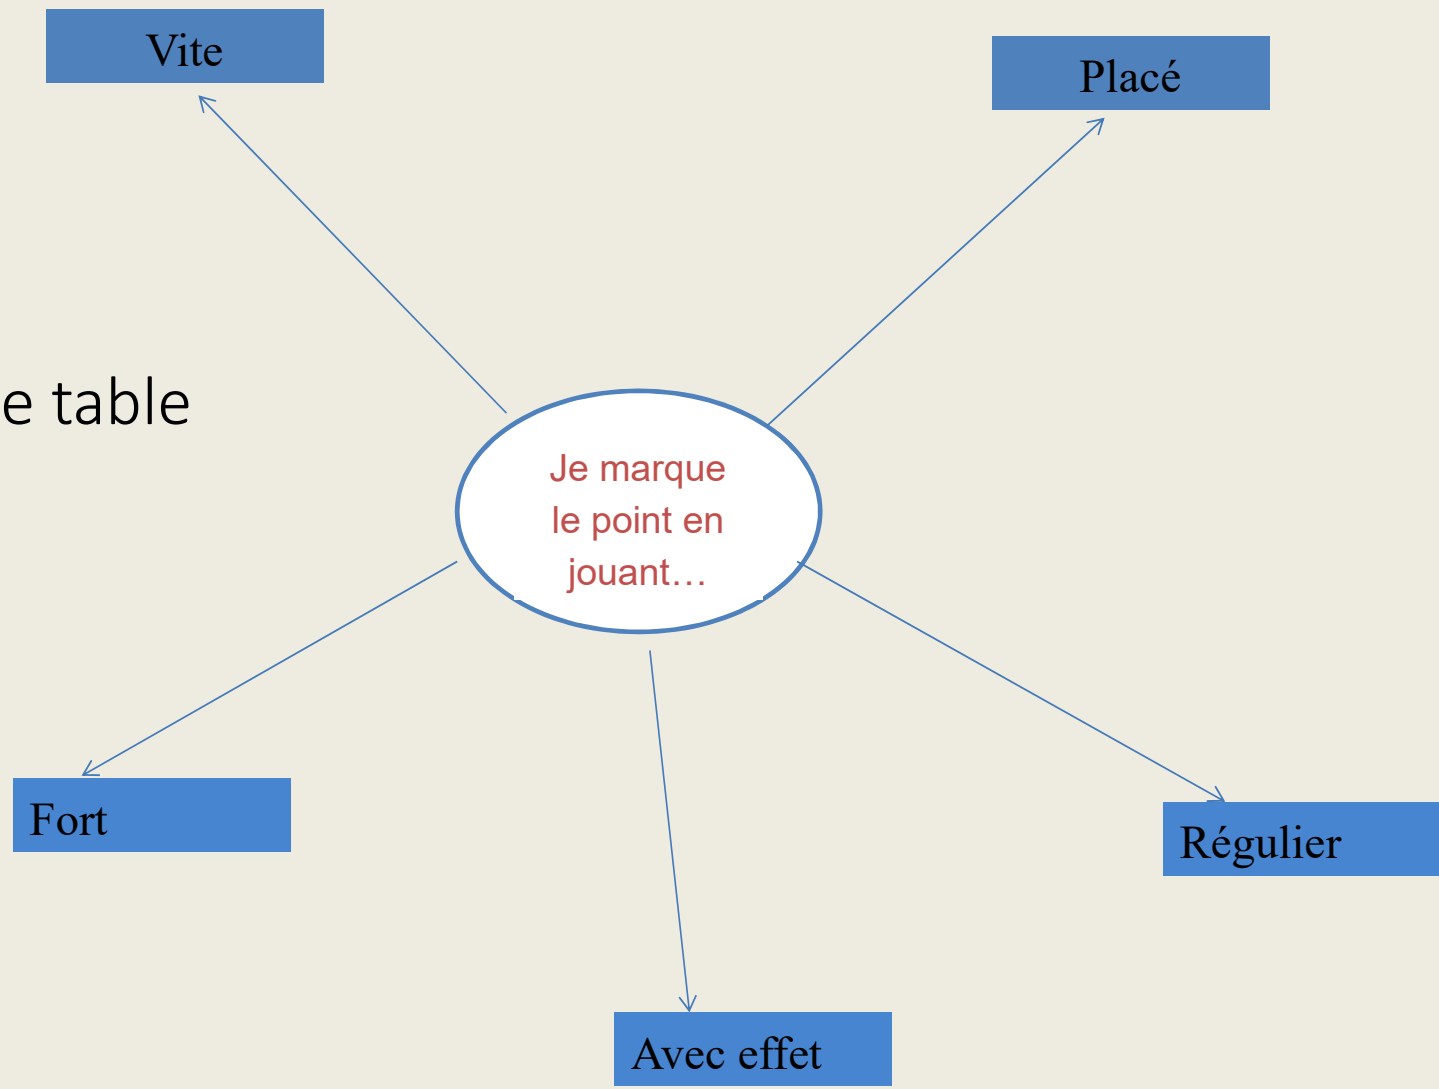 Vite
Placé
e table
Je marque
le point en
jouant…
Fort
Régulier
Avec effet